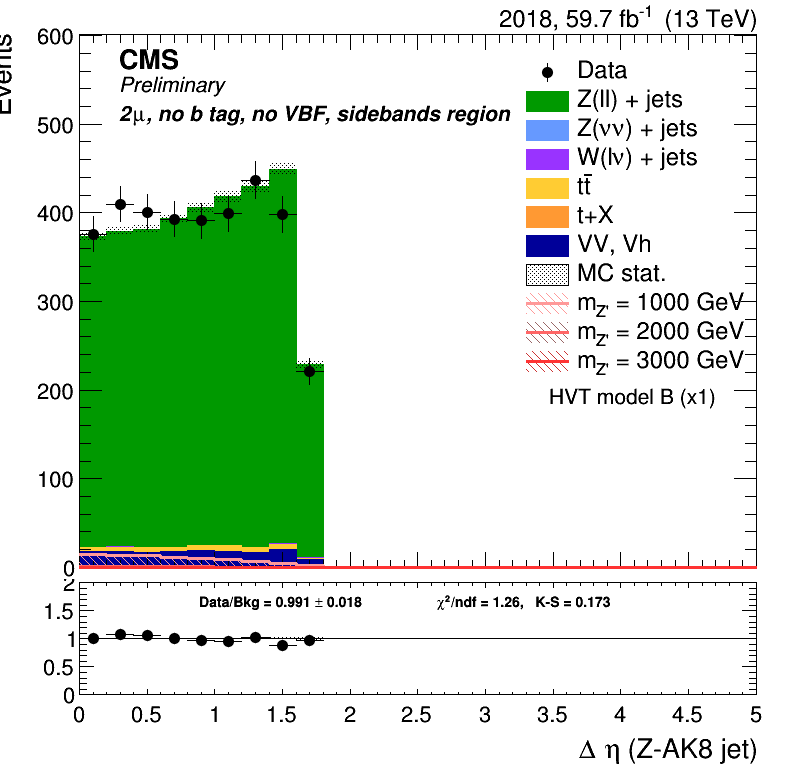 2018, 59.7 fb⁻¹ (13 TeV)
Events
CMS
Preliminary
2μ, no b tag, no VBF, sidebands region
Data
Z(ll) + jets
Z(νν) + jets
W(lν) + jets
tt̄
t+X
VV, Vh
MC stat.
m_Z' = 1000 GeV
m_Z' = 2000 GeV
m_Z' = 3000 GeV
HVT model B (x1)
600
500
400
300
200
100
0
Data/Bkg = 0.991 ± 0.018
χ²/ndf = 1.26, K-S = 0.173
2
1.5
1
0.5
0
0 0.5 1 1.5 2 2.5 3 3.5 4 4.5 5
Δ η (Z-AK8 jet)